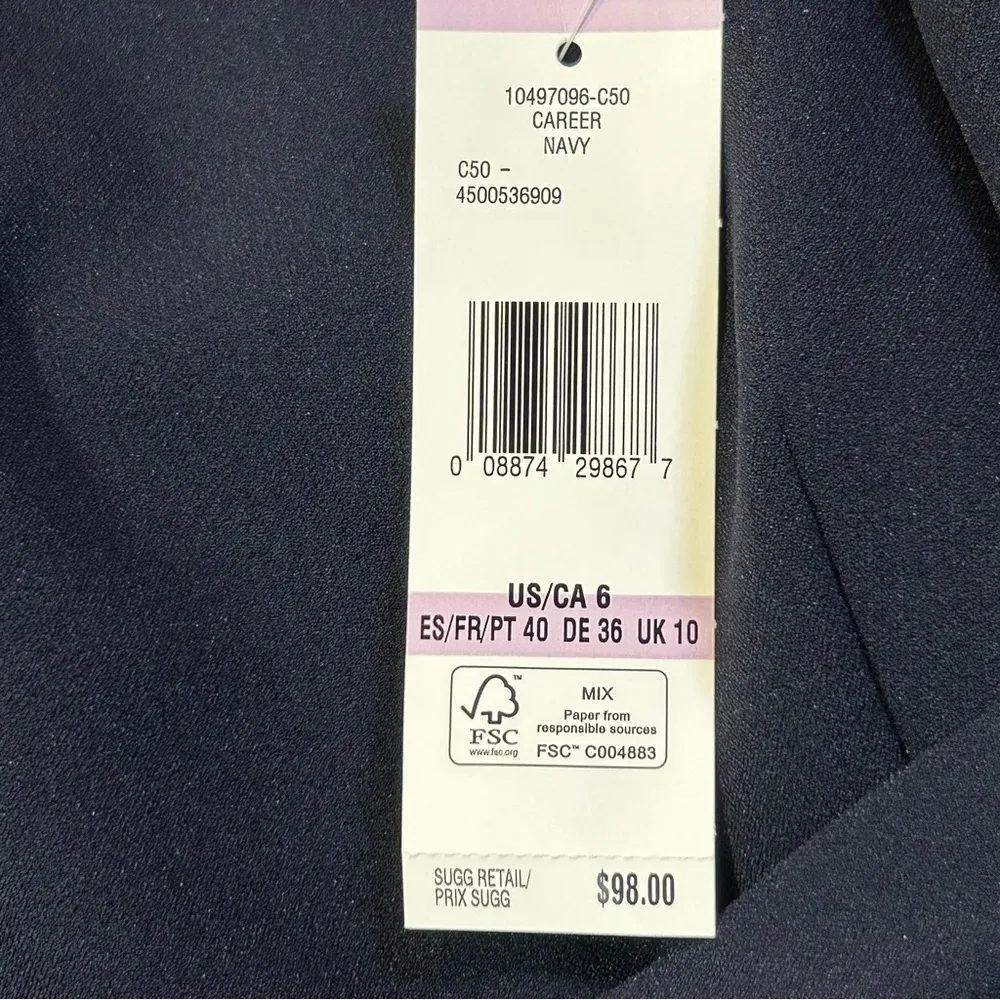 10497096-C50
CAREER
NAVY
C50 -
4500536909
0 08874 29867 7
US/CA 6
ES/FR/PT 40 DE 36 UK 10
FSC™
www.fsc.org
MIX
Paper from
responsible sources
FSC™ C004883
SUGG RETAIL/
PRIX SUGG
$98.00